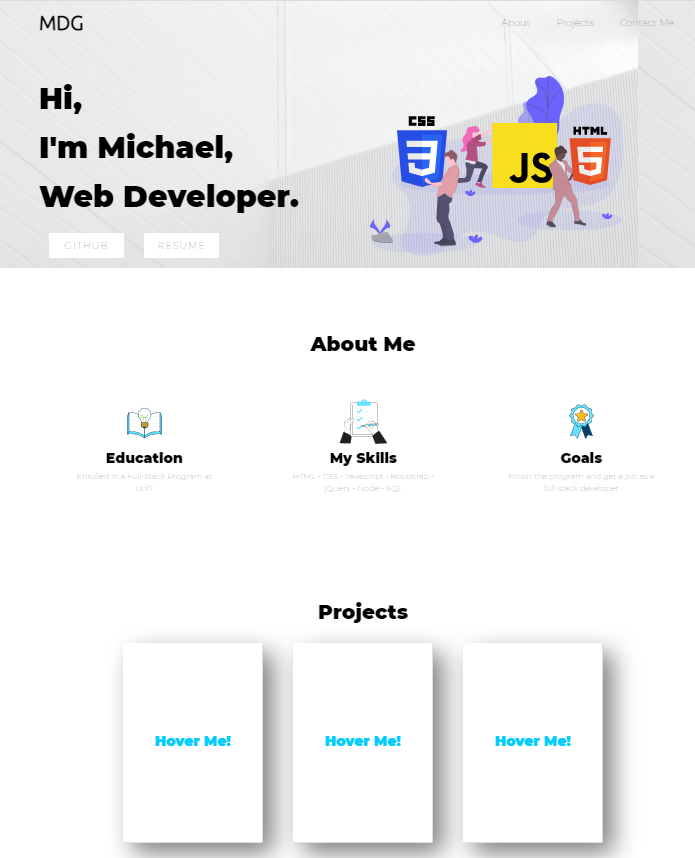 MDG
About Projects Contact Me
Hi,
I'm Michael,
Web Developer.
GITHUB RESUME
CSS
3
JS
HTML
5
About Me
Education
Enrolled in a Full-Stack Program at
UofT
My Skills
HTML - CSS - Javascript - Bootstrap -
JQuery - Node - SQL
Goals
Finish the program and get a job as a
full stack developer
Projects
Hover Me! Hover Me! Hover Me!